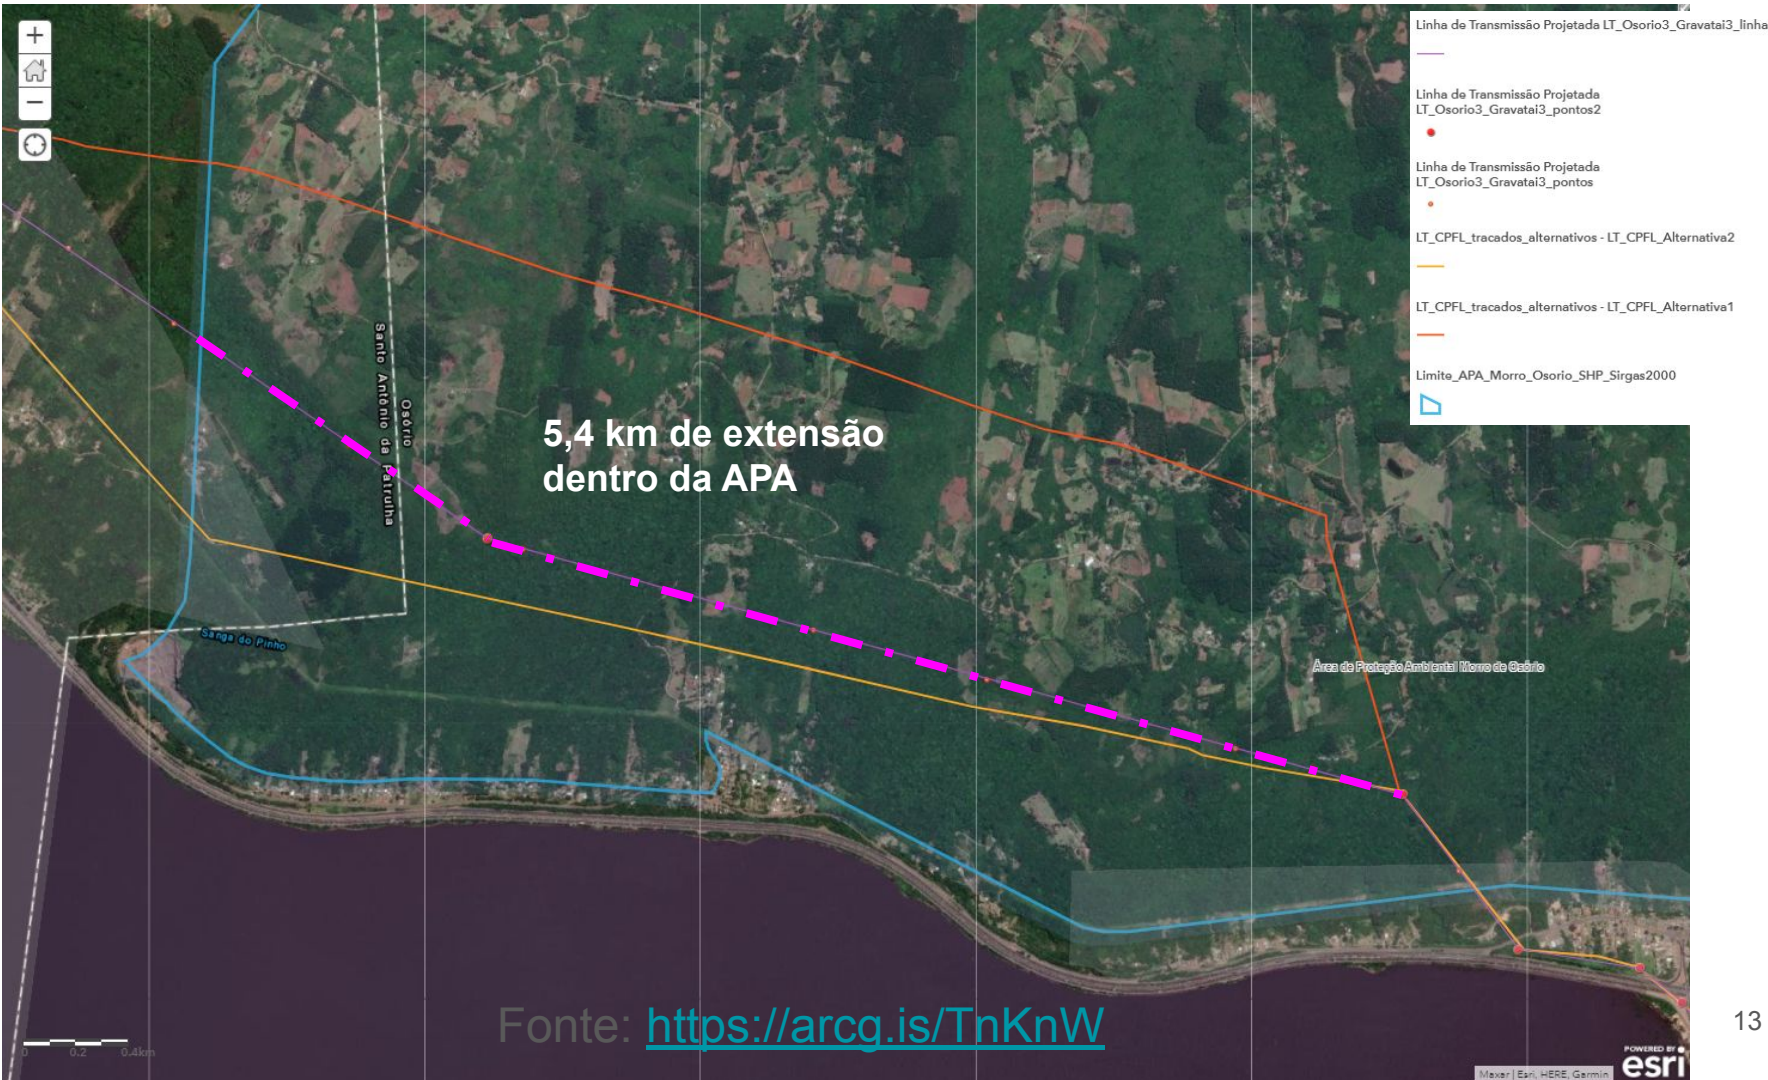 +
−
Linha de Transmissão Projetada LT_Osorio3_Gravatai3_linha
Linha de Transmissão Projetada
LT_Osorio3_Gravatai3_pontos2
Linha de Transmissão Projetada
LT_Osorio3_Gravatai3_pontos
LT_CPFL_tracados_alternativos - LT_CPFL_Alternativa2
LT_CPFL_tracados_alternativos - LT_CPFL_Alternativa1
Limite_APA_Morro_Osorio_SHP_Sirgas2000
Santo Antônio da Patrulha
Osório
5,4 km de extensão
dentro da APA
Sanga do Pinho
Área de Proteção Ambiental Morro de Osório
Fonte: https://arcg.is/TnKnW
13
0 0.2 0.4km
POWERED BY
esri
Maxar | Esri, HERE, Garmin